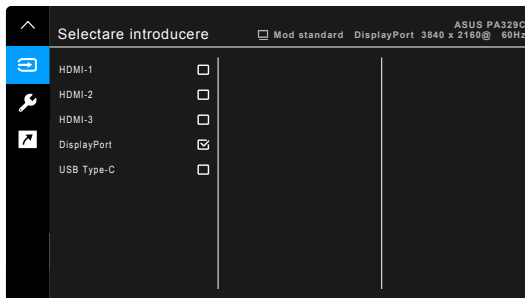 ASUS PA329C
Selectare introducere
Mod standard DisplayPort 3840 x 2160@ 60Hz
HDMI-1
HDMI-2
HDMI-3
DisplayPort
USB Type-C